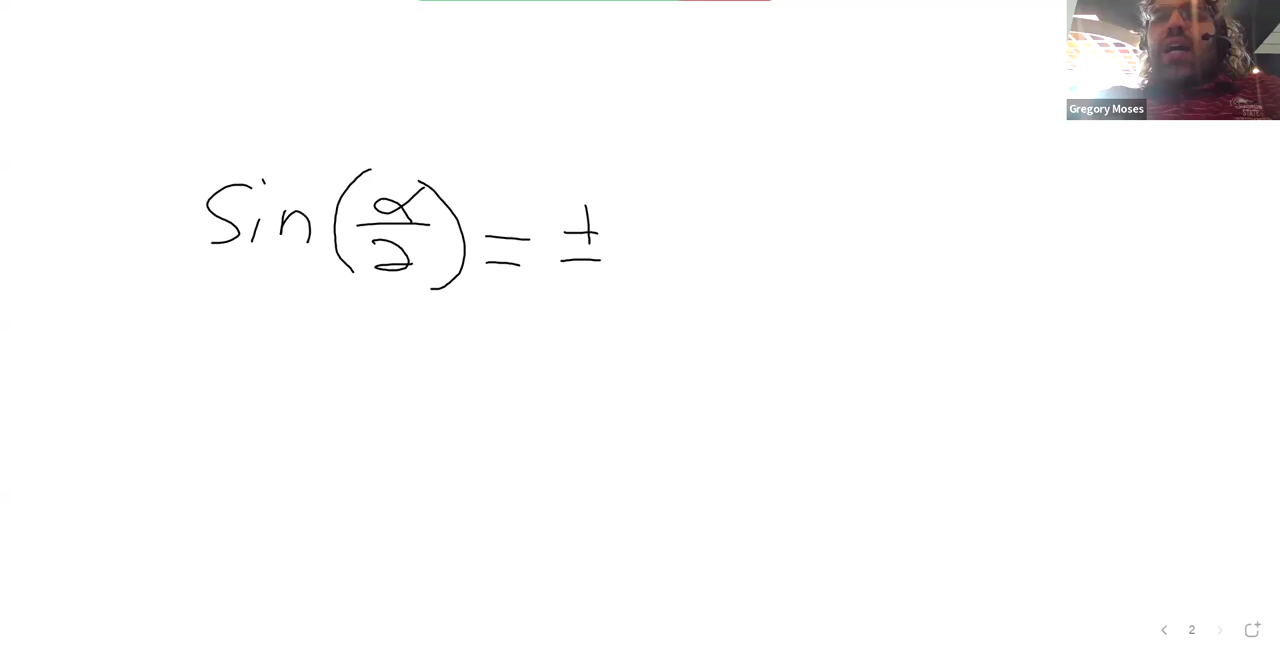 Gregory Moses
Sin(α/2) = ±
2